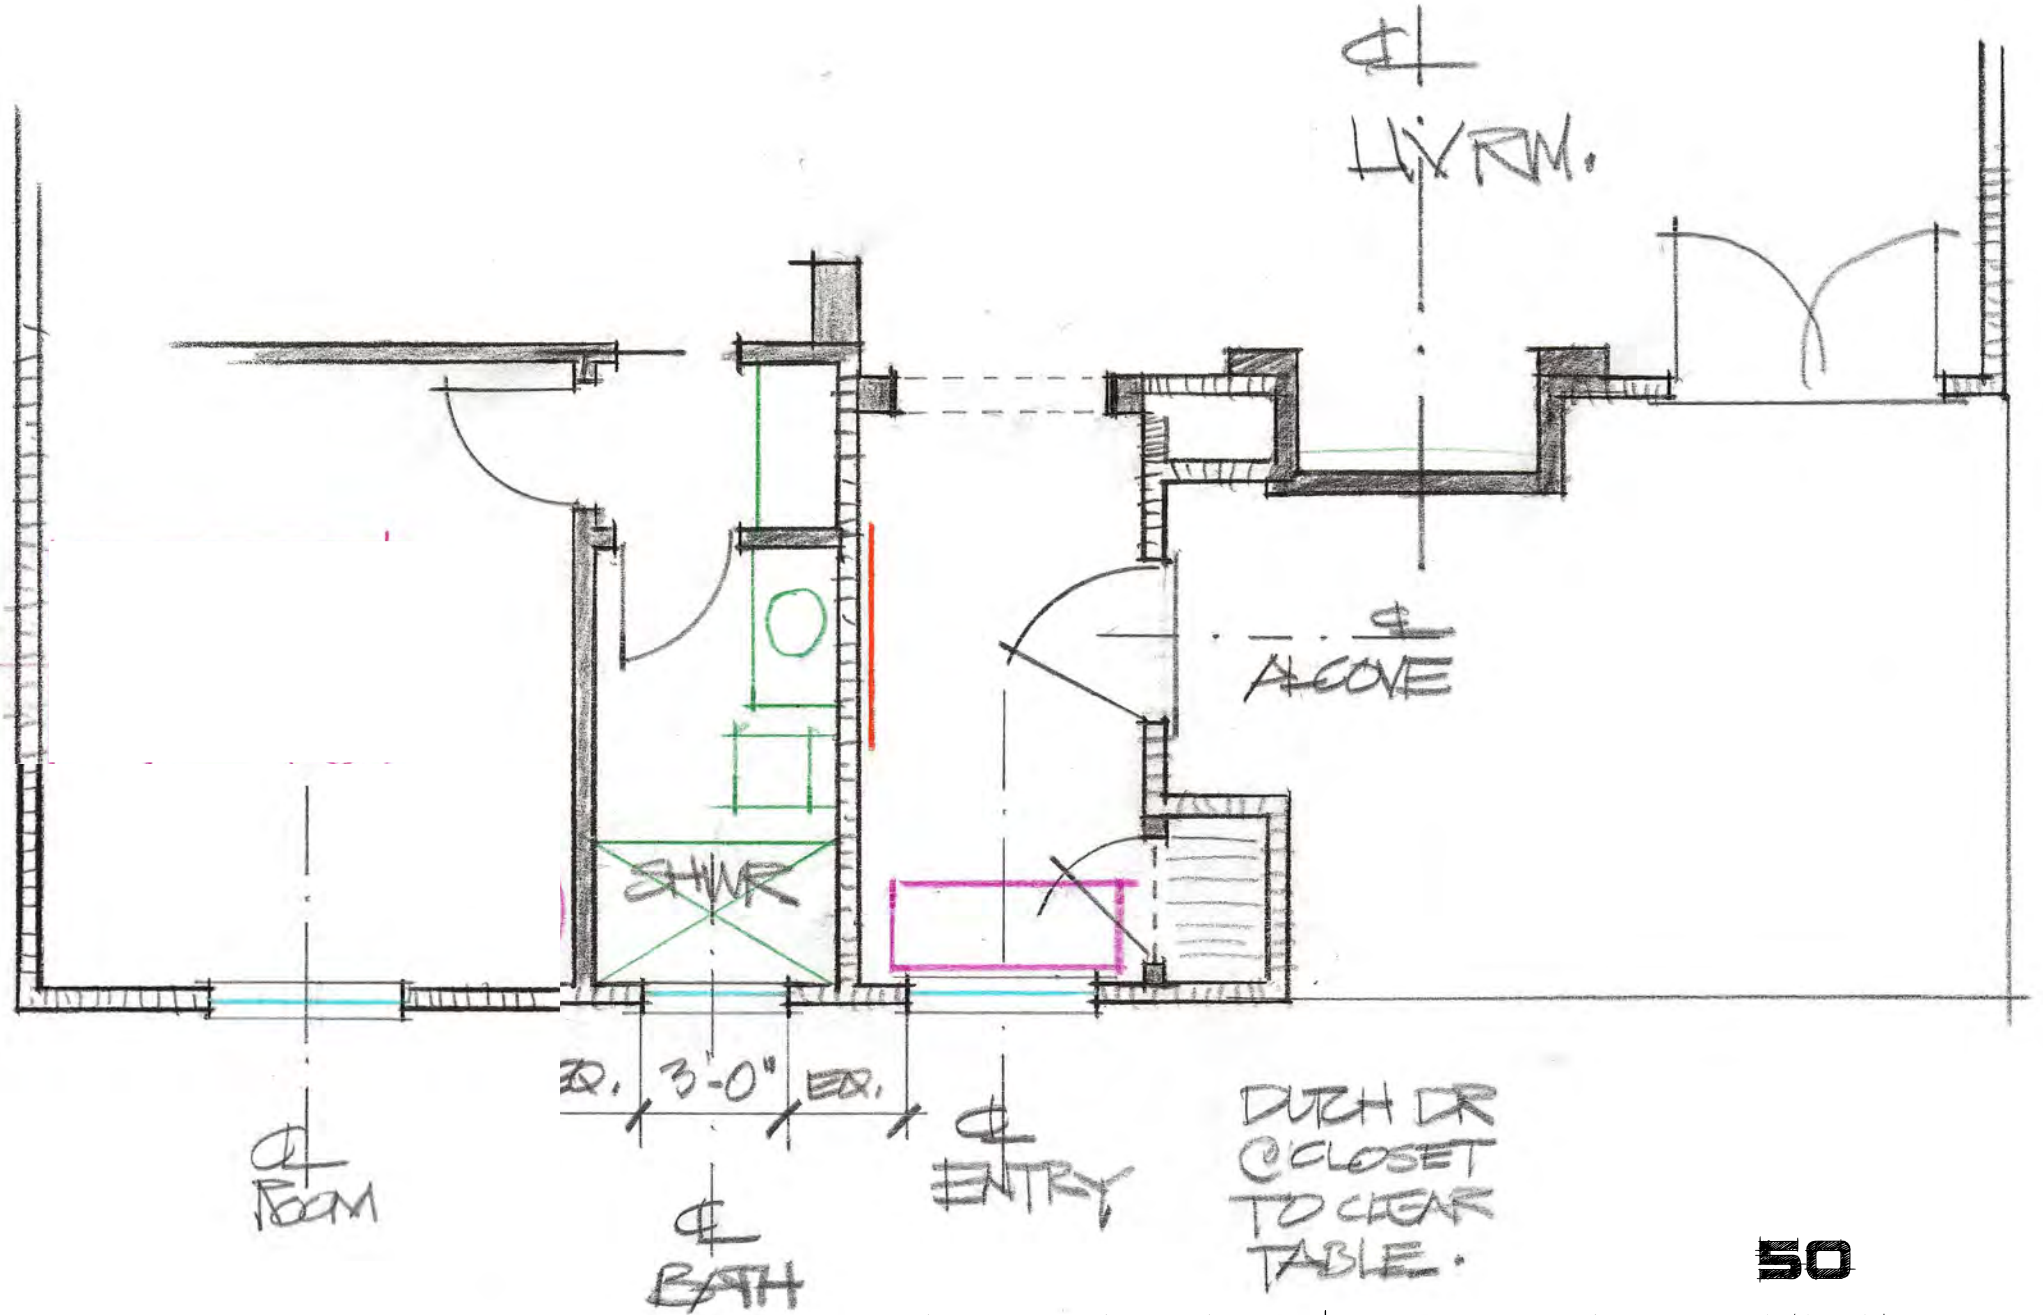 ℄
LIV RM.
℄
ALCOVE
SHWR
EQ. 3'-0" EQ.
℄
ROOM
℄
BATH
℄
ENTRY
DUTCH DR
@ CLOSET
TO CLEAR
TABLE.
50